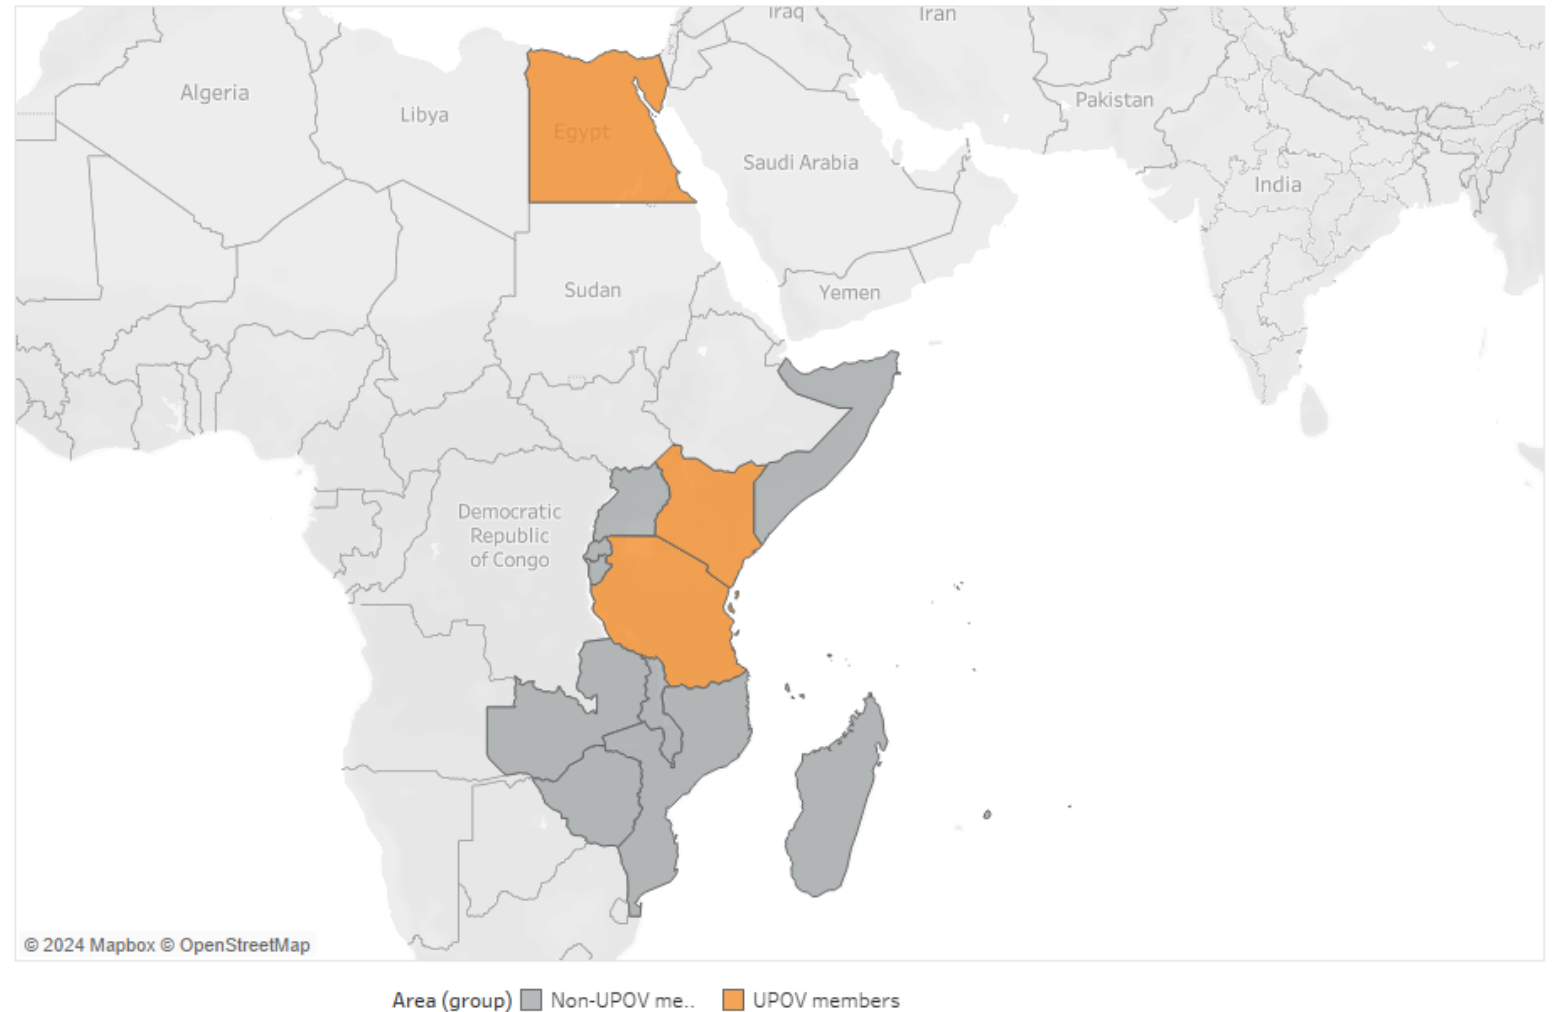 Iraq
Iran
Algeria
Libya
Egypt
Pakistan
Saudi Arabia
India
Sudan
Yemen
Democratic
Republic
of Congo
© 2024 Mapbox © OpenStreetMap
Area (group) Non-UPOV me.. UPOV members